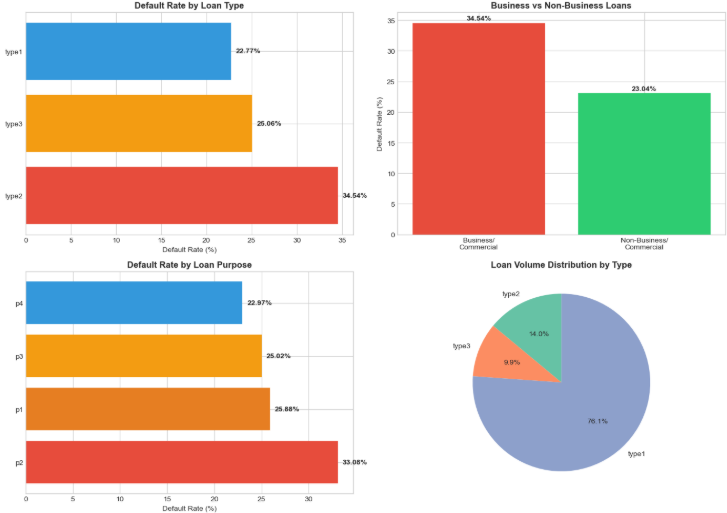 Default Rate by Loan Type
type1
22.77%
type3
25.06%
type2
34.54%
0 5 10 15 20 25 30 35
Default Rate (%)
Business vs Non-Business Loans
Default Rate (%)
35
30
25
20
15
10
5
0
34.54%
23.04%
Business/
Commercial
Non-Business/
Commercial
Default Rate by Loan Purpose
p4
22.97%
p3
25.02%
p1
25.88%
p2
33.08%
0 5 10 15 20 25 30
Default Rate (%)
Loan Volume Distribution by Type
type2
14.0%
type3
9.9%
76.1%
type1